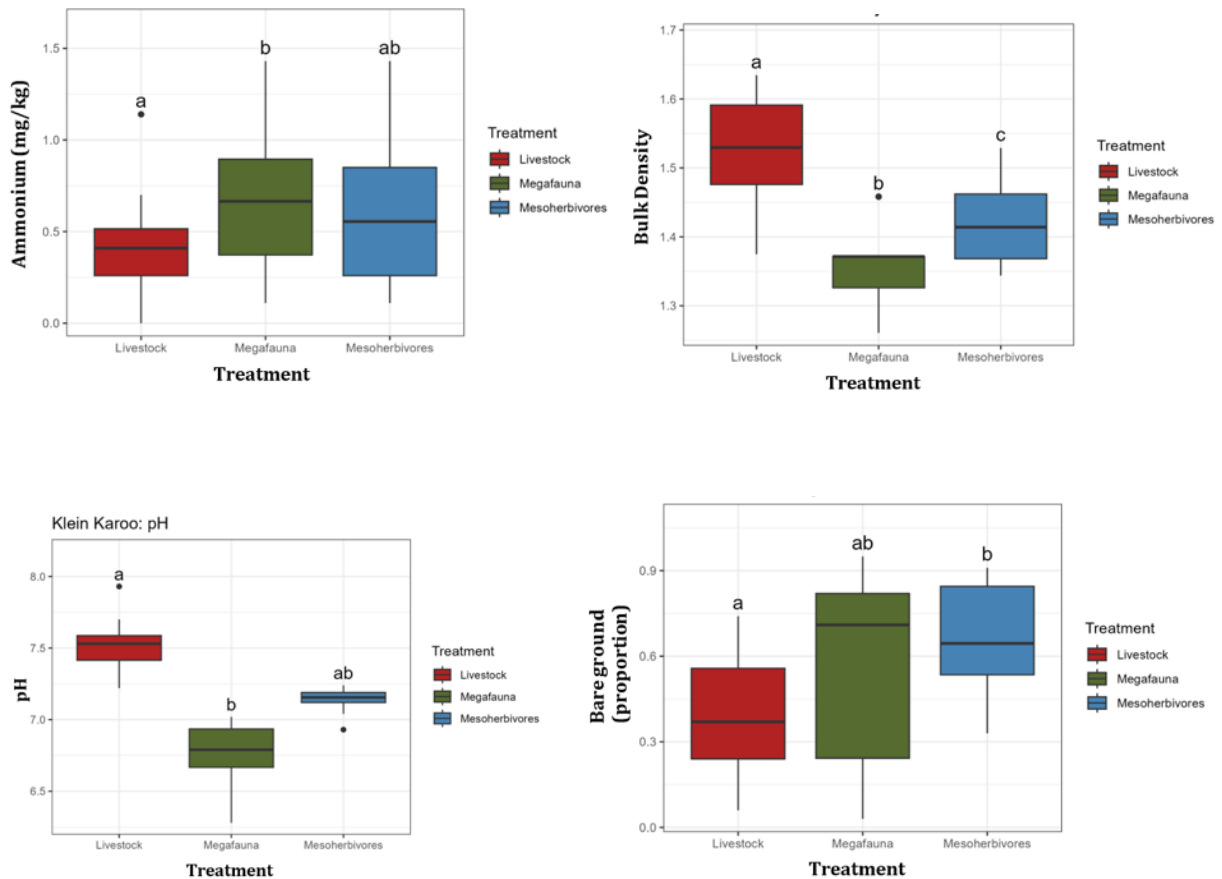 a
b
ab
1.5
1.0
0.5
0.0
Ammonium (mg/kg)
Livestock
Megafauna
Mesoherbivores
Treatment
Treatment
Livestock
Megafauna
Mesoherbivores
a
b
c
1.7
1.6
1.5
1.4
1.3
Bulk Density
Livestock
Megafauna
Mesoherbivores
Treatment
Treatment
Livestock
Megafauna
Mesoherbivores
Klein Karoo: pH
a
b
ab
8.0
7.5
7.0
6.5
pH
Livestock
Megafauna
Mesoherbivores
Treatment
Treatment
Livestock
Megafauna
Mesoherbivores
a
ab
b
0.9
0.6
0.3
0.0
Bare ground
(proportion)
Livestock
Megafauna
Mesoherbivores
Treatment
Treatment
Livestock
Megafauna
Mesoherbivores